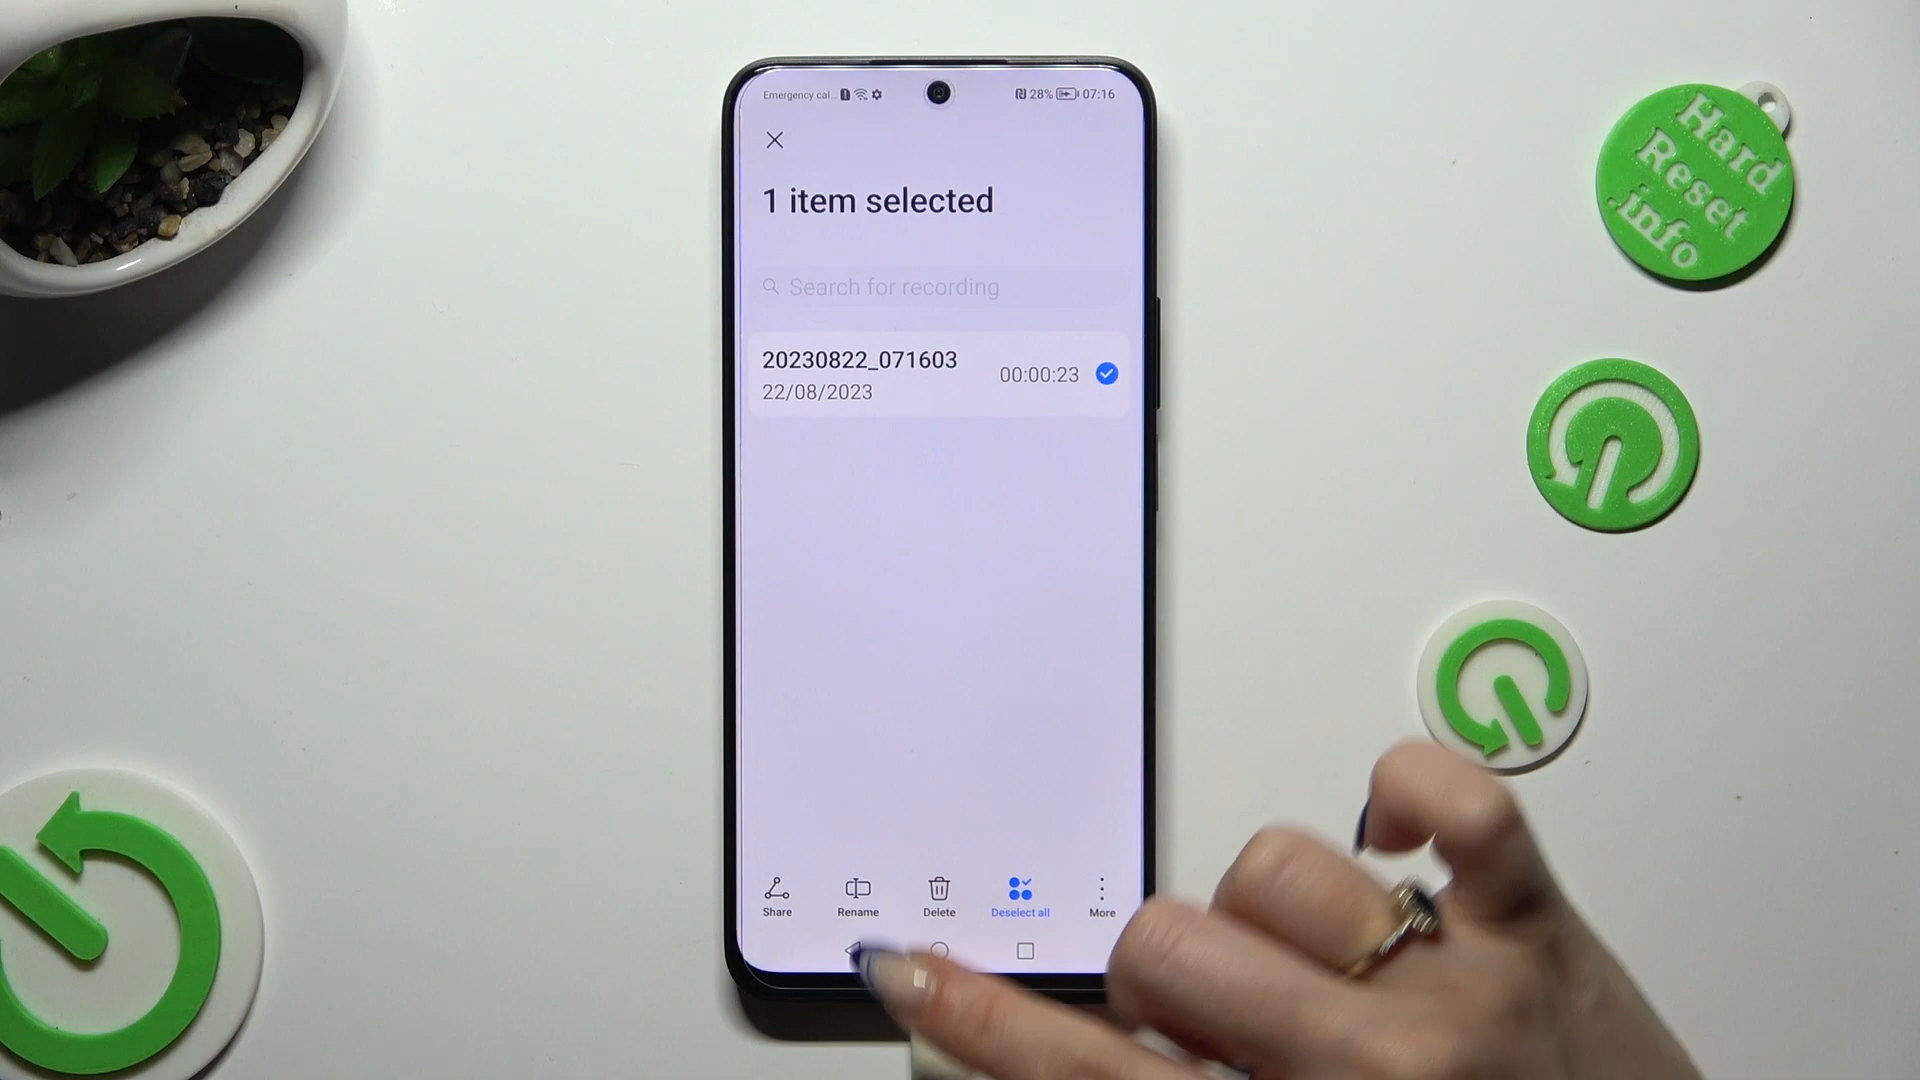 Emergency cal...
28%
07:16
1 item selected
Search for recording
20230822_071603
00:00:23
22/08/2023
Share
Rename
Delete
Deselect all
More
Hard
Reset
.info